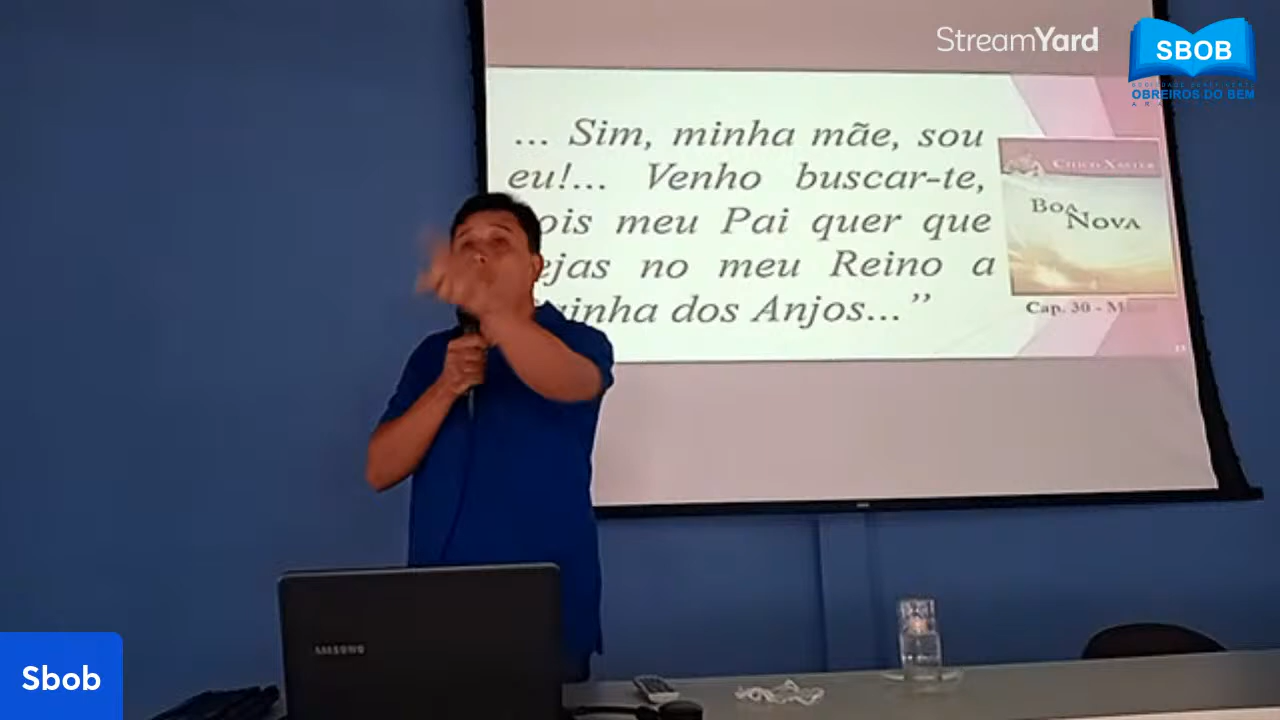 StreamYard
SBOB
OBREIROS DO BEM
... Sim, minha mãe, sou
eu!... Venho buscar-te,
meu Pai quer que
no meu Reino a
dos Anjos...”
CHICO XAVIER
BOA
NOVA
Cap. 30 -
SAMSUNG
Sbob